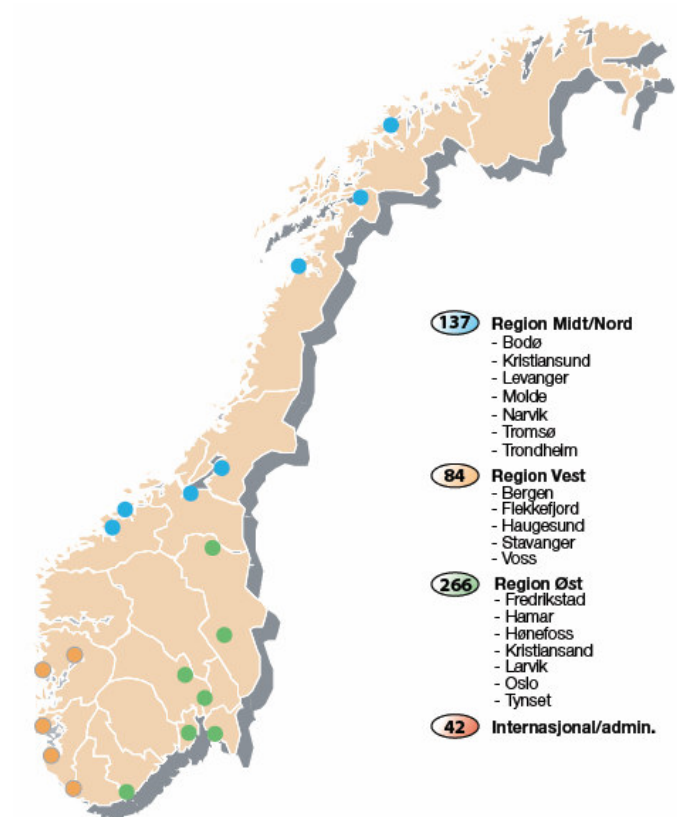 137 Region Midt/Nord
- Bodø
- Kristiansund
- Levanger
- Molde
- Narvik
- Tromsø
- Trondheim
84 Region Vest
- Bergen
- Flekkefjord
- Haugesund
- Stavanger
- Voss
266 Region Øst
- Fredrikstad
- Hamar
- Hønefoss
- Kristiansand
- Larvik
- Oslo
- Tynset
42 Internasjonal/admin.